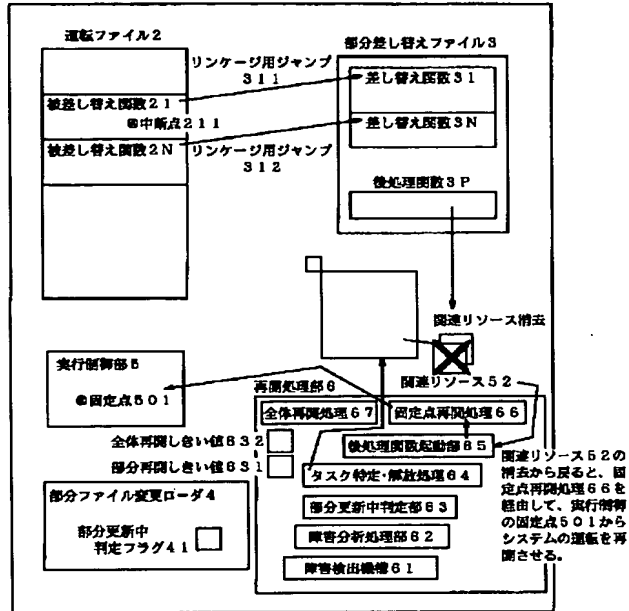 運転ファイル2
部分差し替えファイル3
リンケージ用ジャンプ
311
差し替え関数31
被差し替え関数21
@中断点211
差し替え関数3N
被差し替え関数2N
リンケージ用ジャンプ
312
後処理関数3P
関連リソース消去
実行制御部5
@固定点501
関連リソース52
再開処理部6
全体再開処理67
固定点再開処理66
全体再開しきい値632
後処理関数起動部65
部分再開しきい値631
タスク特定・解放処理64
部分ファイル変更ローダ4
部分更新中
判定フラグ41
部分更新中判定部63
障害分析処理部62
障害検出機構61
関連リソース52の
消去から戻ると、固
定点再開処理66を
経由して、実行制御
の固定点501から
システムの運転を再
開させる。